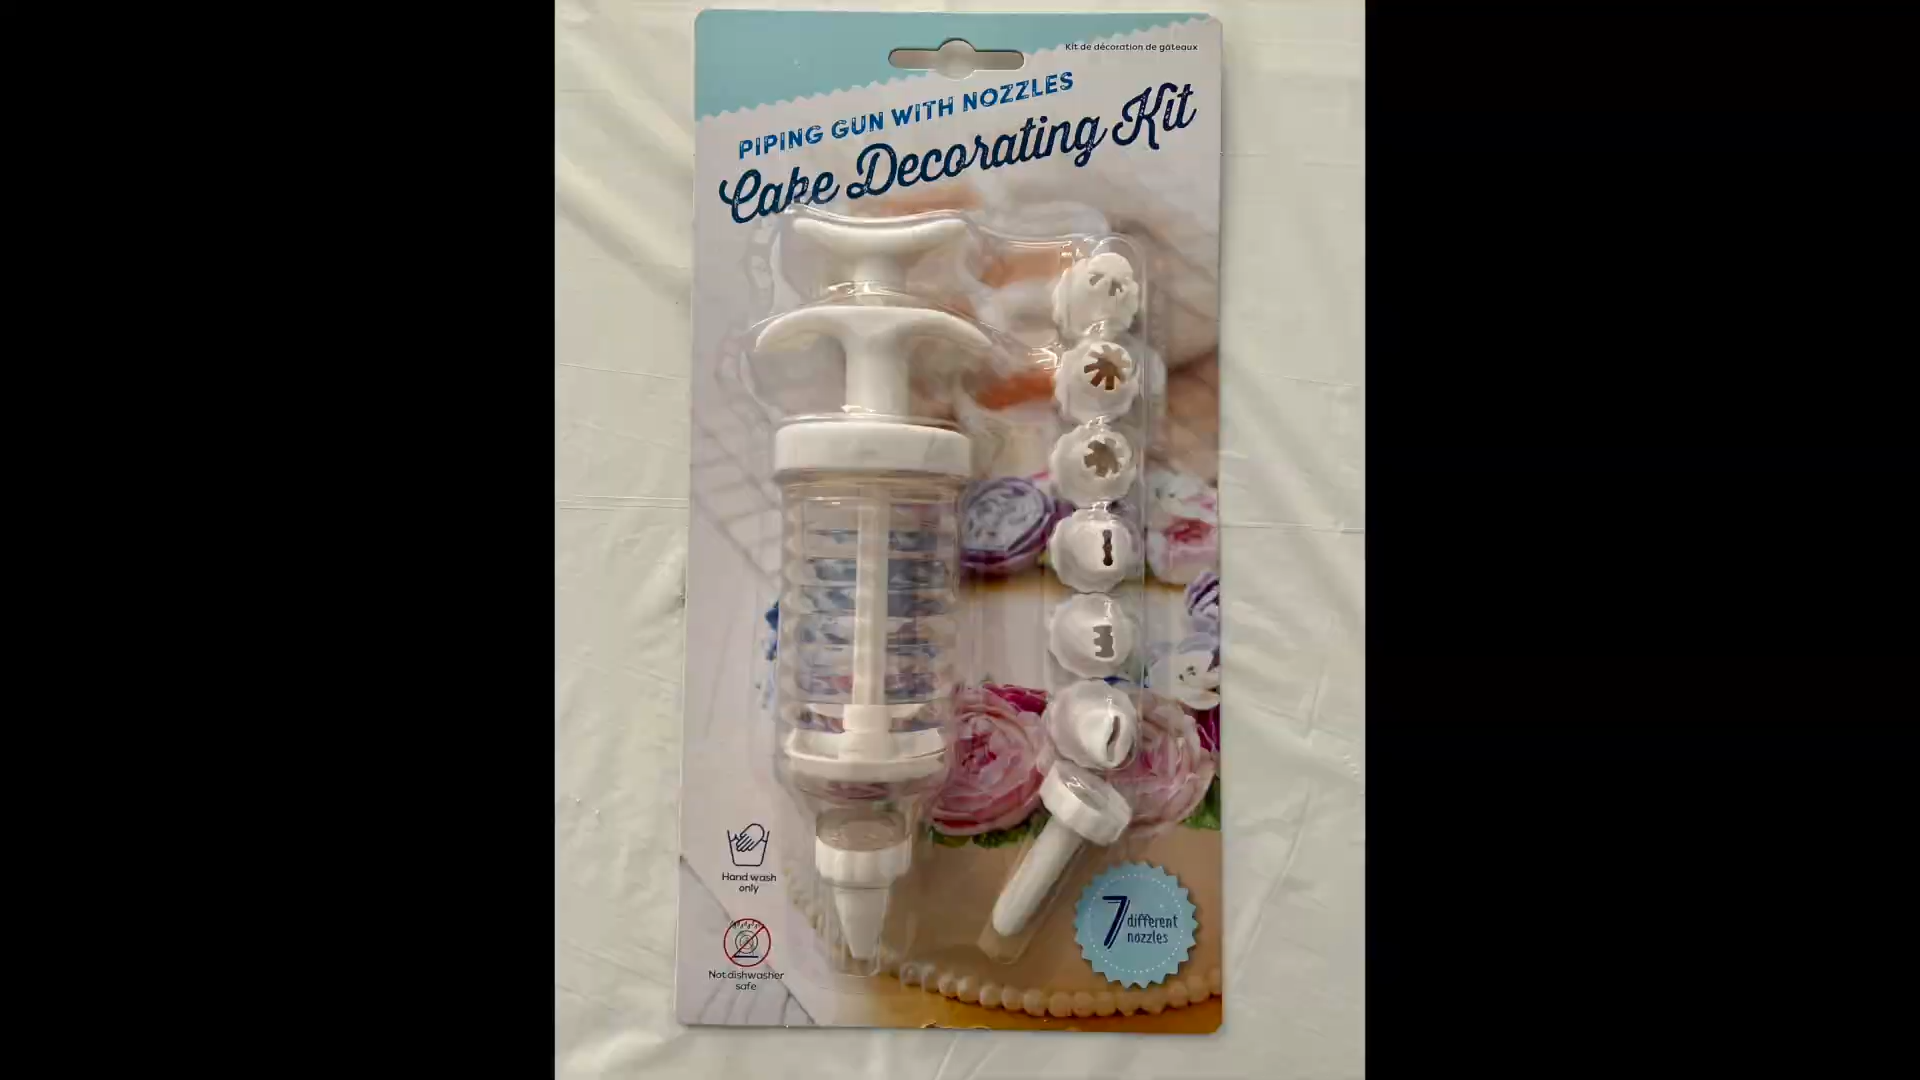 Kit de décoration de gâteaux
PIPING GUN WITH NOZZLES
Cake Decorating Kit
Hand wash
only
Not dishwasher
safe
7 different
nozzles